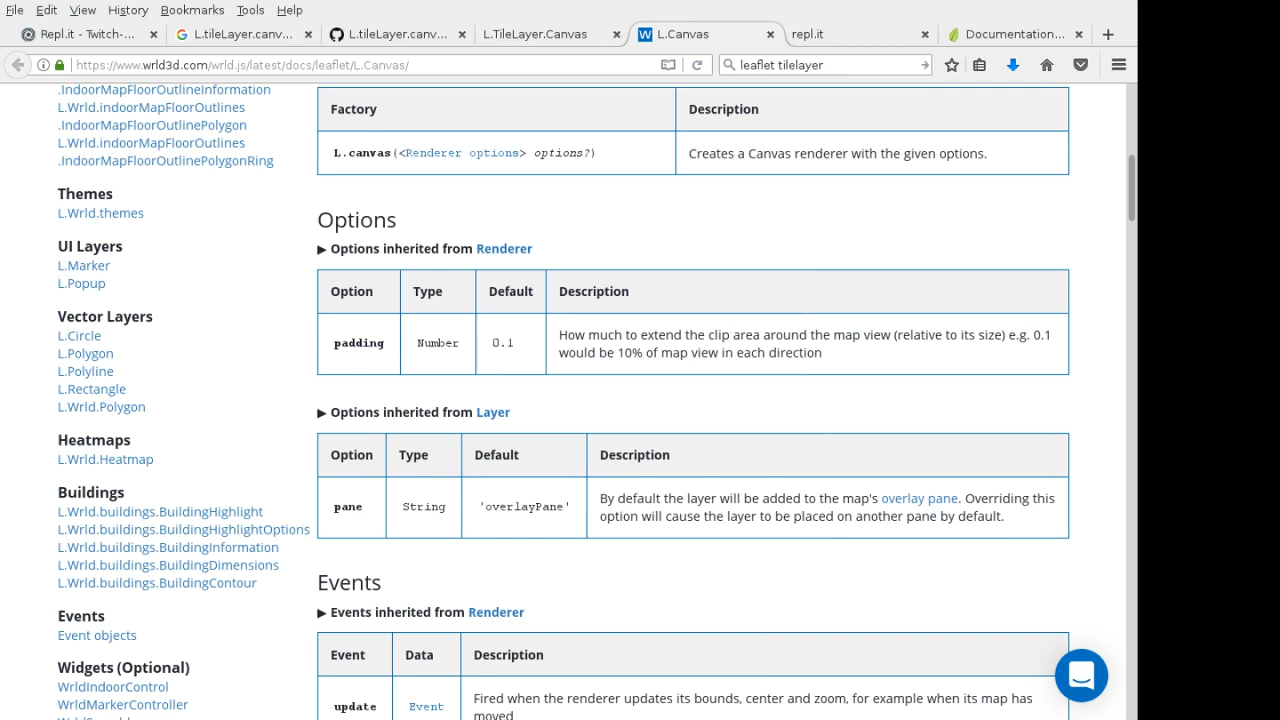 File Edit View History Bookmarks Tools Help
Repl.it - Twitch-... L.tileLayer.canv... L.tileLayer.canv... L.TileLayer.Canvas L.Canvas repl.it Documentation...
https://www.wrld3d.com/wrld.js/latest/docs/leaflet/L.Canvas/ leaflet tilelayer
.IndoorMapFloorOutlineInformation
L.Wrld.indoorMapFloorOutlines
.IndoorMapFloorOutlinePolygon
L.Wrld.indoorMapFloorOutlines
.IndoorMapFloorOutlinePolygonRing
Themes
L.Wrld.themes
UI Layers
L.Marker
L.Popup
Vector Layers
L.Circle
L.Polygon
L.Polyline
L.Rectangle
L.Wrld.Polygon
Heatmaps
L.Wrld.Heatmap
Buildings
L.Wrld.buildings.BuildingHighlight
L.Wrld.buildings.BuildingHighlightOptions
L.Wrld.buildings.BuildingInformation
L.Wrld.buildings.BuildingDimensions
L.Wrld.buildings.BuildingContour
Events
Event objects
Widgets (Optional)
WrldIndoorControl
WrldMarkerController
Factory Description
L.canvas(<Renderer options> options?) Creates a Canvas renderer with the given options.
Options
▶ Options inherited from Renderer
Option Type Default Description
padding Number 0.1 How much to extend the clip area around the map view (relative to its size) e.g. 0.1
would be 10% of map view in each direction
▶ Options inherited from Layer
Option Type Default Description
pane String 'overlayPane' By default the layer will be added to the map's overlay pane. Overriding this
option will cause the layer to be placed on another pane by default.
Events
▶ Events inherited from Renderer
Event Data Description
update Event Fired when the renderer updates its bounds, center and zoom, for example when its map has
moved